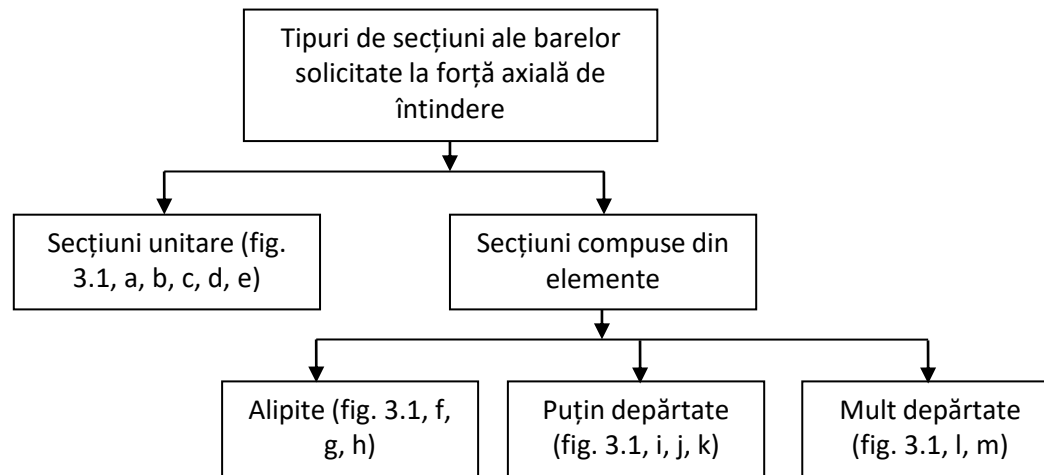 Tipuri de secțiuni ale barelor
solicitate la forță axială de
întindere
Secțiuni unitare (fig.
3.1, a, b, c, d, e)
Secțiuni compuse din
elemente
Alipite (fig. 3.1, f,
g, h)
Puțin depărtate
(fig. 3.1, i, j, k)
Mult depărtate
(fig. 3.1, l, m)